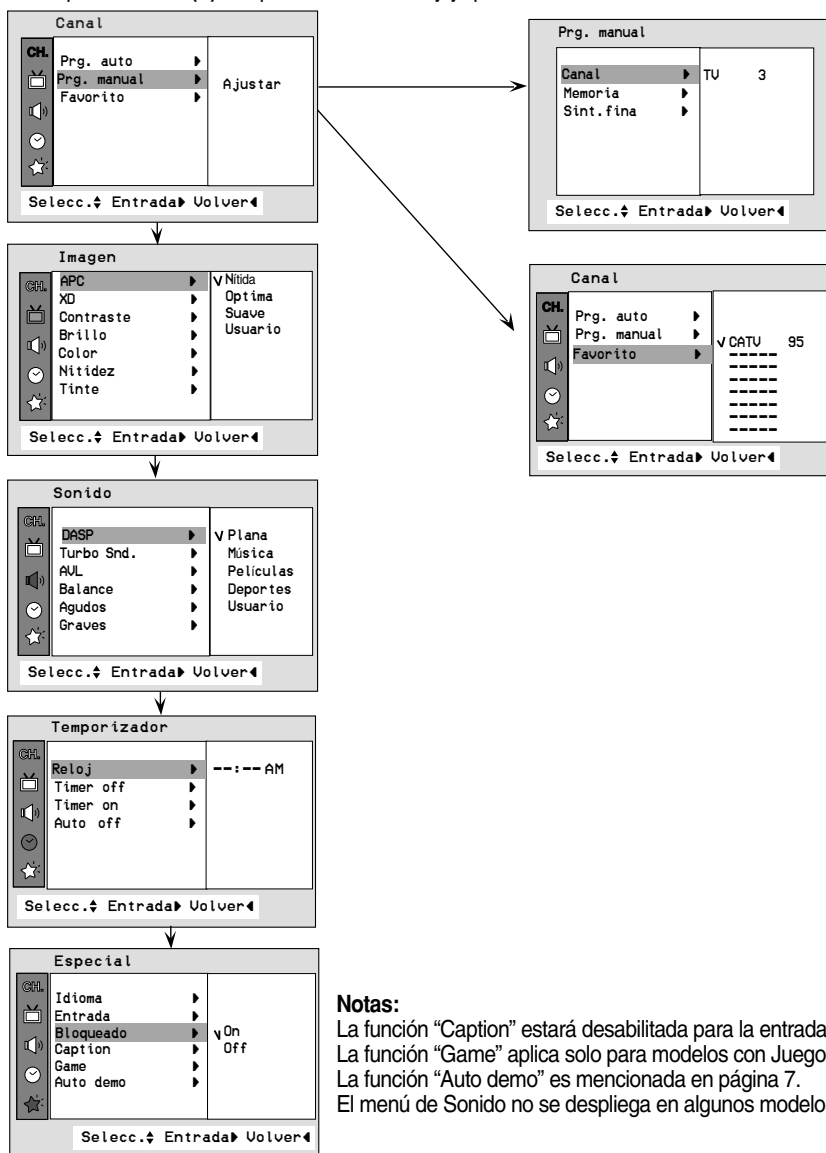 Canal
CH.
Prg. auto
Prg. manual
Favorito
Ajustar
Selecc. Entrada Volver
Prg. manual
Canal
Memoria
Sint.fina
TV 3
Selecc. Entrada Volver
Imagen
CH.
APC
XD
Contraste
Brillo
Color
Nitidez
Tinte
√ Nítida
Optima
Suave
Usuario
Selecc. Entrada Volver
Canal
CH.
Prg. auto
Prg. manual
Favorito
√ CATV 95
-----
-----
-----
-----
-----
-----
-----
Selecc. Entrada Volver
Sonido
CH.
DASP
Turbo Snd.
AVL
Balance
Agudos
Graves
√ Plana
Música
Películas
Deportes
Usuario
Selecc. Entrada Volver
Temporizador
CH.
Reloj
Timer off
Timer on
Auto off
--:-- AM
Selecc. Entrada Volver
Especial
CH.
Idioma
Entrada
Bloqueado
Caption
Game
Auto demo
√ On
Off
Selecc. Entrada Volver
Notas:
La función “Caption” estará desabilitada para la entrada
La función “Game” aplica solo para modelos con Juego
La función “Auto demo” es mencionada en página 7.
El menú de Sonido no se despliega en algunos modelo